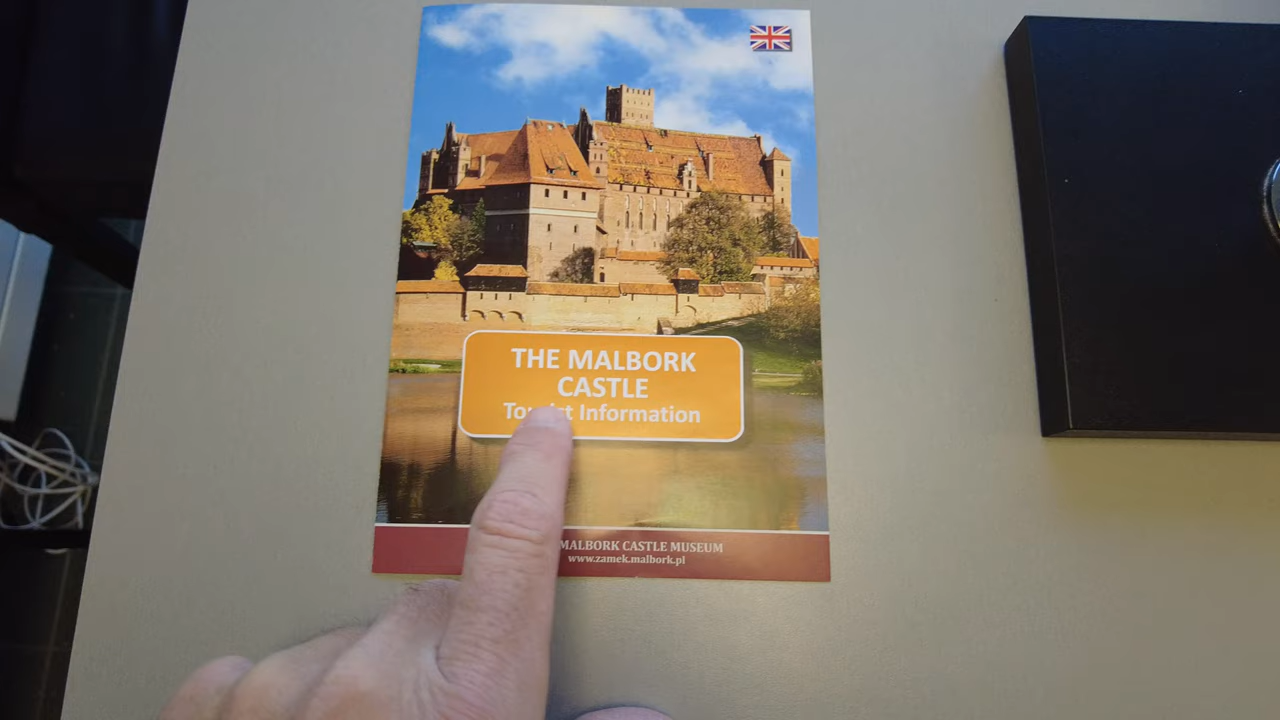 THE MALBORK
CASTLE
Information
MALBORK CASTLE MUSEUM
www.zamek.malbork.pl